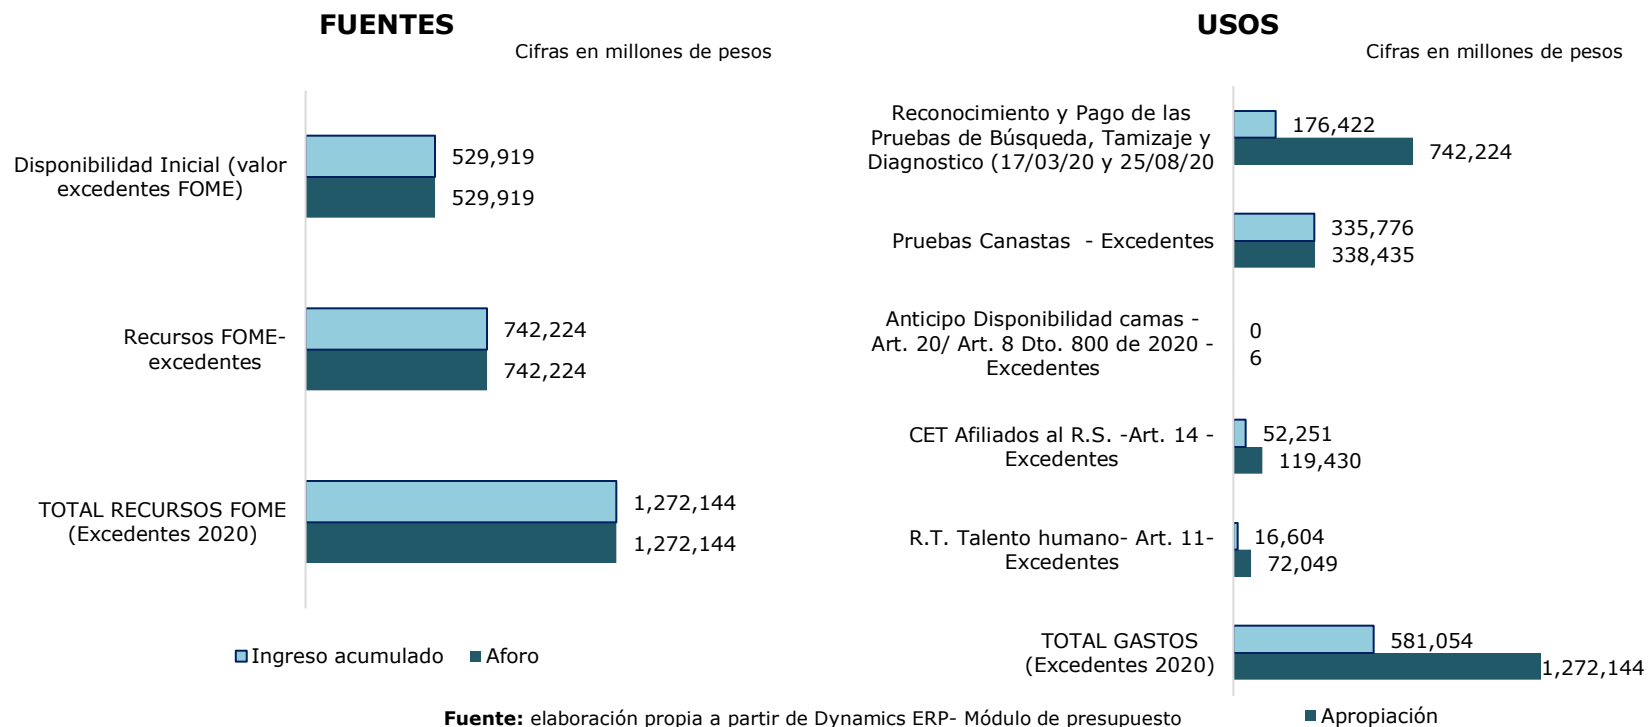 FUENTES
Cifras en millones de pesos
Disponibilidad Inicial (valor
excedentes FOME)
529,919
529,919
Recursos FOME-
excedentes
742,224
742,224
TOTAL RECURSOS FOME
(Excedentes 2020)
1,272,144
1,272,144
Ingreso acumulado
Aforo
USOS
Cifras en millones de pesos
Reconocimiento y Pago de las
Pruebas de Búsqueda, Tamizaje y
Diagnostico (17/03/20 y 25/08/20
176,422
742,224
Pruebas Canastas - Excedentes
335,776
338,435
Anticipo Disponibilidad camas -
Art. 20/ Art. 8 Dto. 800 de 2020 -
Excedentes
0
6
CET Afiliados al R.S. -Art. 14 -
Excedentes
52,251
119,430
R.T. Talento humano- Art. 11-
Excedentes
16,604
72,049
TOTAL GASTOS
(Excedentes 2020)
581,054
1,272,144
Apropiación
Fuente: elaboración propia a partir de Dynamics ERP- Módulo de presupuesto